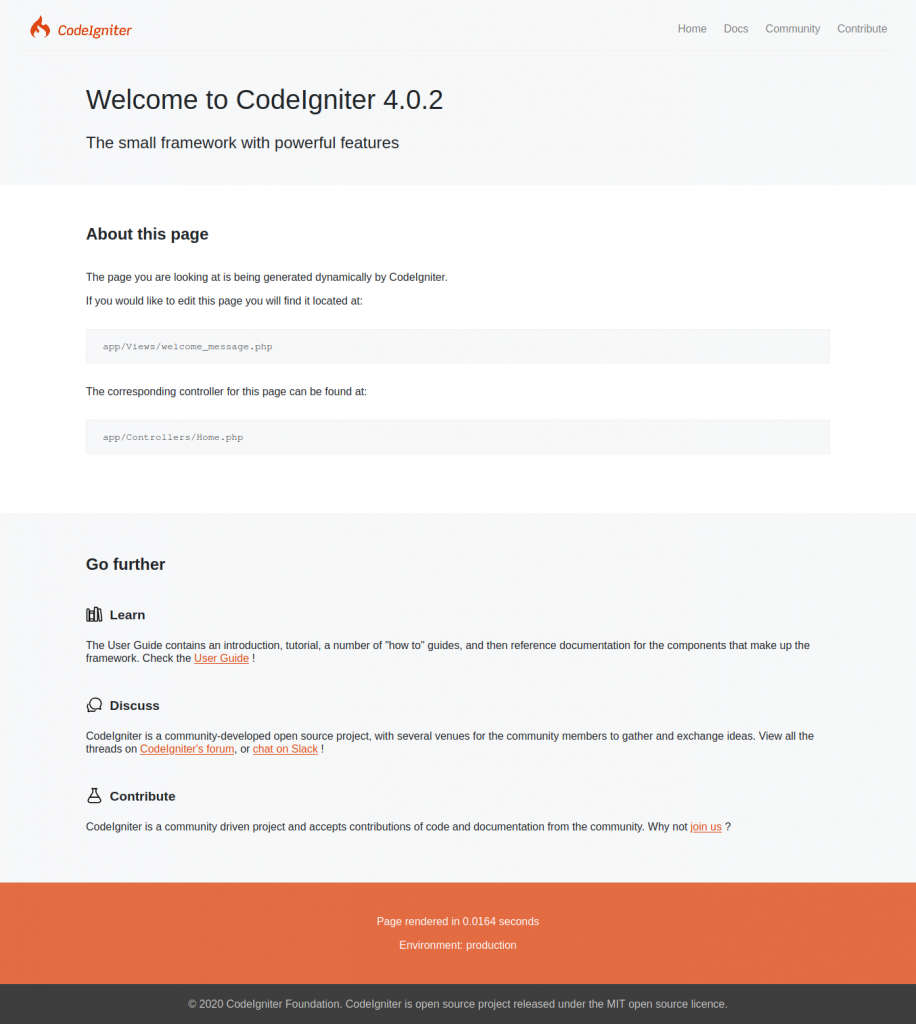 CodeIgniter
Home Docs Community Contribute
Welcome to CodeIgniter 4.0.2
The small framework with powerful features
About this page
The page you are looking at is being generated dynamically by CodeIgniter.
If you would like to edit this page you will find it located at:
app/Views/welcome_message.php
The corresponding controller for this page can be found at:
app/Controllers/Home.php
Go further
Learn
The User Guide contains an introduction, tutorial, a number of "how to" guides, and then reference documentation for the components that make up the
framework. Check the User Guide !
Discuss
CodeIgniter is a community-developed open source project, with several venues for the community members to gather and exchange ideas. View all the
threads on CodeIgniter's forum, or chat on Slack !
Contribute
CodeIgniter is a community driven project and accepts contributions of code and documentation from the community. Why not join us ?
Page rendered in 0.0164 seconds
Environment: production
© 2020 CodeIgniter Foundation. CodeIgniter is open source project released under the MIT open source licence.